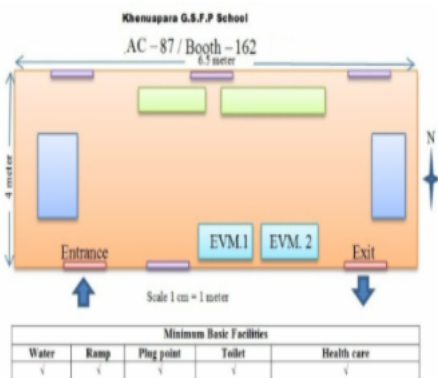 Khenuapara G.S.F.P School
AC – 87 / Booth – 162
6.5 meter
4 meter
N
EVM.1 EVM. 2
Entrance Exit
Scale 1 cm = 1 meter
Minimum Basic Facilities
Water Ramp Plug point Toilet Health care
√ √ √ √ √